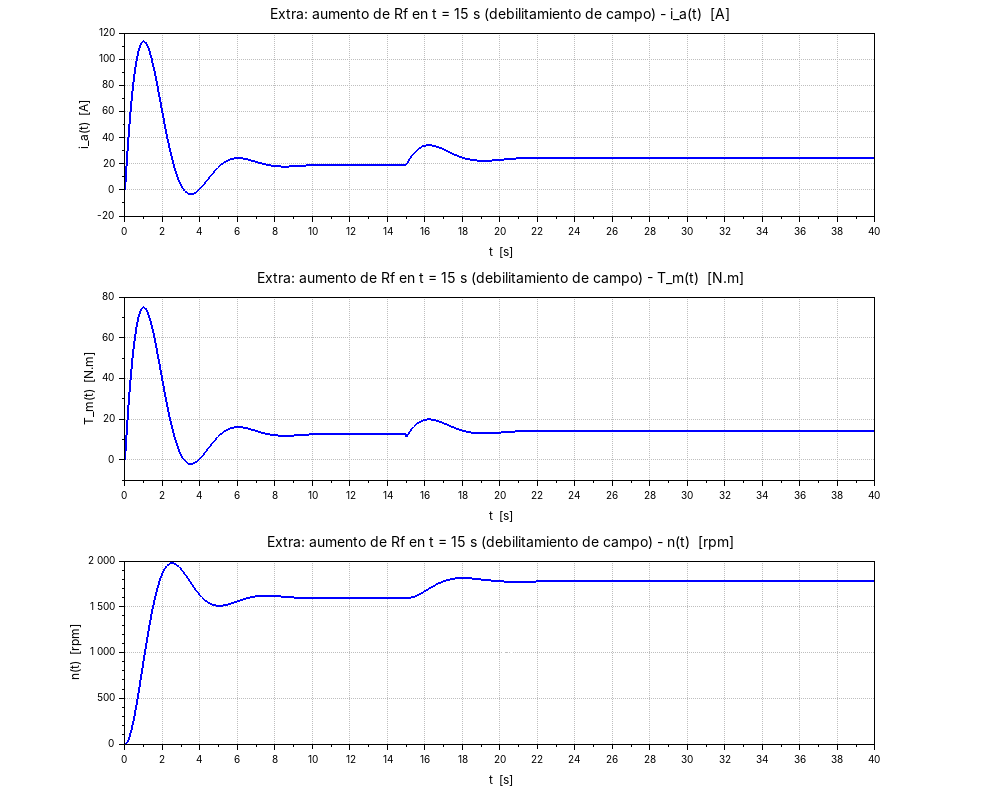 Extra: aumento de Rf en t = 15 s (debilitamiento de campo) - i_a(t) [A]
120
100
80
60
40
20
0
-20
i_a(t) [A]
0 2 4 6 8 10 12 14 16 18 20 22 24 26 28 30 32 34 36 38 40
t [s]
Extra: aumento de Rf en t = 15 s (debilitamiento de campo) - T_m(t) [N.m]
80
60
40
20
0
T_m(t) [N.m]
0 2 4 6 8 10 12 14 16 18 20 22 24 26 28 30 32 34 36 38 40
t [s]
Extra: aumento de Rf en t = 15 s (debilitamiento de campo) - n(t) [rpm]
2 000
1 500
1 000
500
0
n(t) [rpm]
0 2 4 6 8 10 12 14 16 18 20 22 24 26 28 30 32 34 36 38 40
t [s]